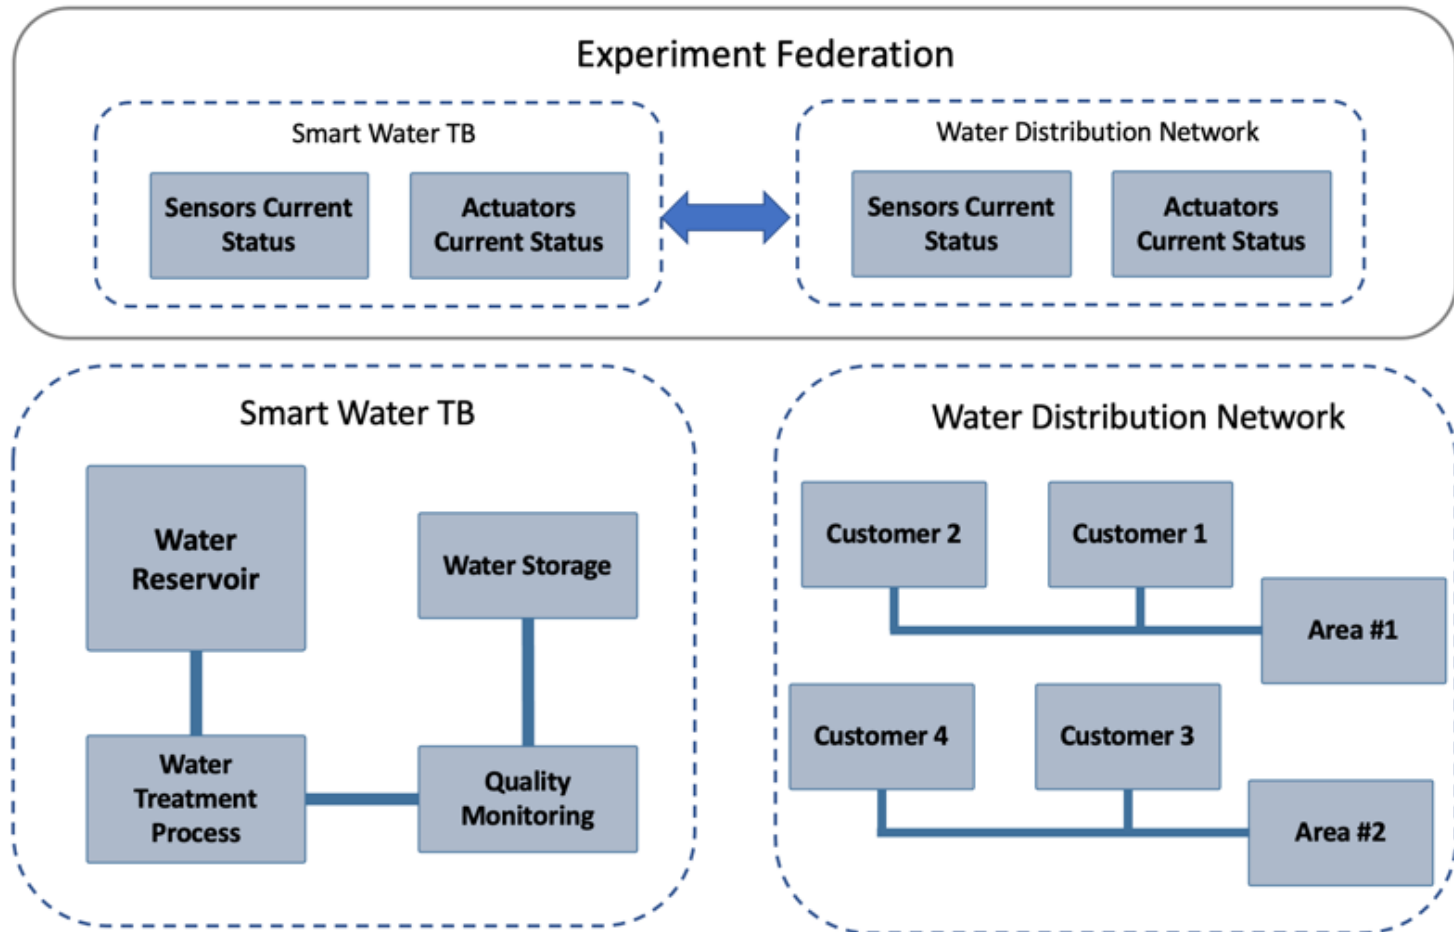 Experiment Federation
Smart Water TB
Sensors Current
Status
Actuators
Current Status
Water Distribution Network
Sensors Current
Status
Actuators
Current Status
Smart Water TB
Water
Reservoir
Water Storage
Water
Treatment
Process
Quality
Monitoring
Water Distribution Network
Customer 2
Customer 1
Area #1
Customer 4
Customer 3
Area #2